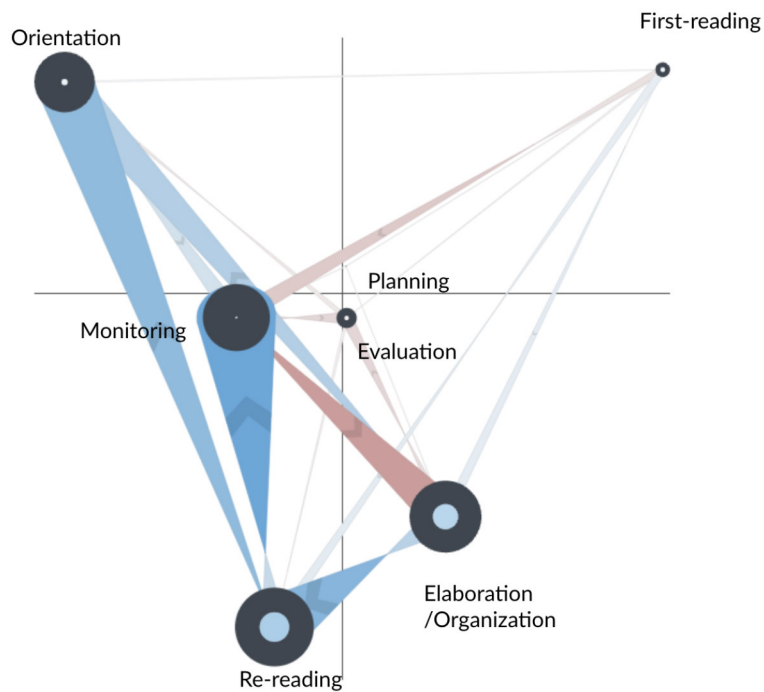 First-reading
Orientation
Planning
Monitoring
Evaluation
Elaboration
/Organization
Re-reading